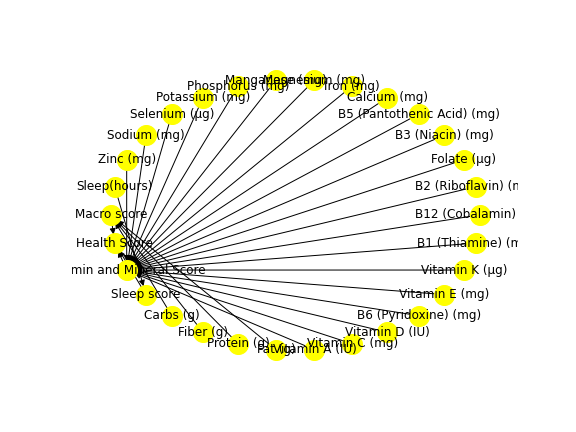 Manganese (mg)
Magnesium (mg)
Phosphorus (mg)
Iron (mg)
Potassium (mg)
Calcium (mg)
Selenium (µg)
B5 (Pantothenic Acid) (mg)
Sodium (mg)
B3 (Niacin) (mg)
Zinc (mg)
Folate (µg)
Sleep(hours)
B2 (Riboflavin) (m
Macro score
B12 (Cobalamin)
Health Score
B1 (Thiamine) (m
min and Mineral Score
Vitamin K (µg)
Sleep score
Vitamin E (mg)
Carbs (g)
B6 (Pyridoxine) (mg)
Fiber (g)
Vitamin D (IU)
Protein (g)
Vitamin C (mg)
Fat (g)
Vitamin A (IU)